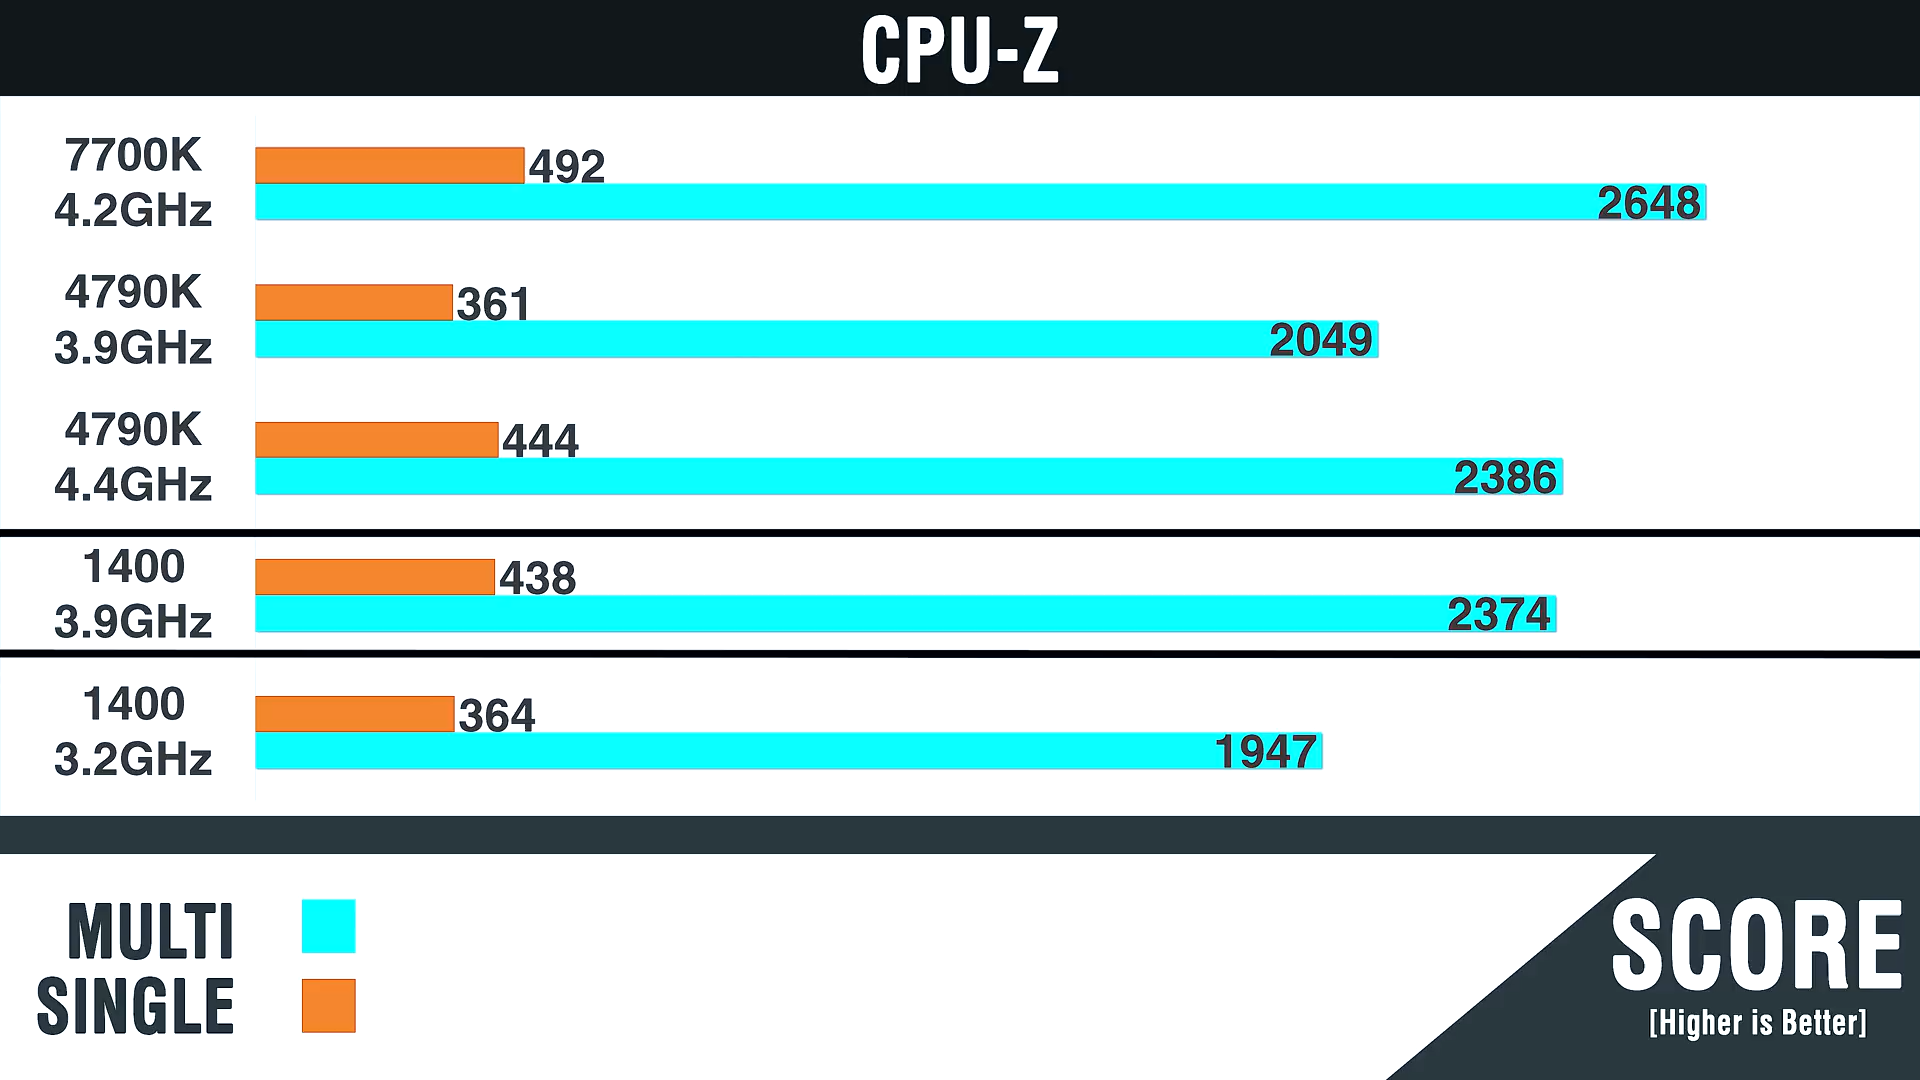 CPU-Z
7700K
4.2GHz
492
2648
4790K
3.9GHz
361
2049
4790K
4.4GHz
444
2386
1400
3.9GHz
438
2374
1400
3.2GHz
364
1947
MULTI
SINGLE
SCORE
[Higher is Better]